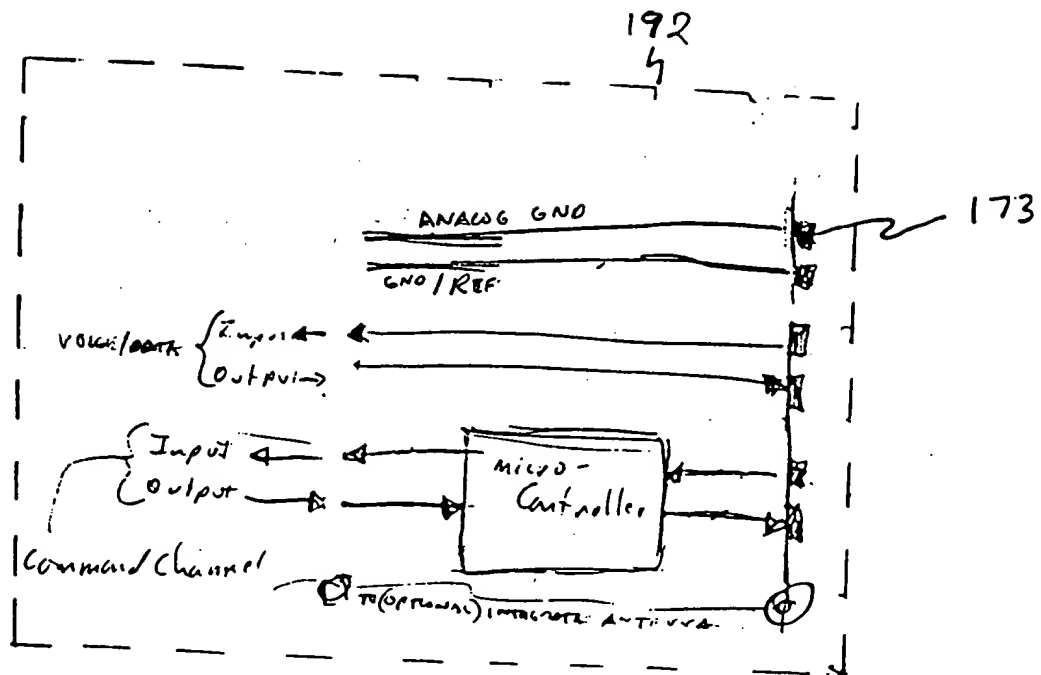 192
173
ANALOG GND
GND/REF
VOICE/DATA
Input
Output
Input
Output
Micro-
Controller
Command Channel
TO (OPTIONAL) INTEGRATE ANTENNA